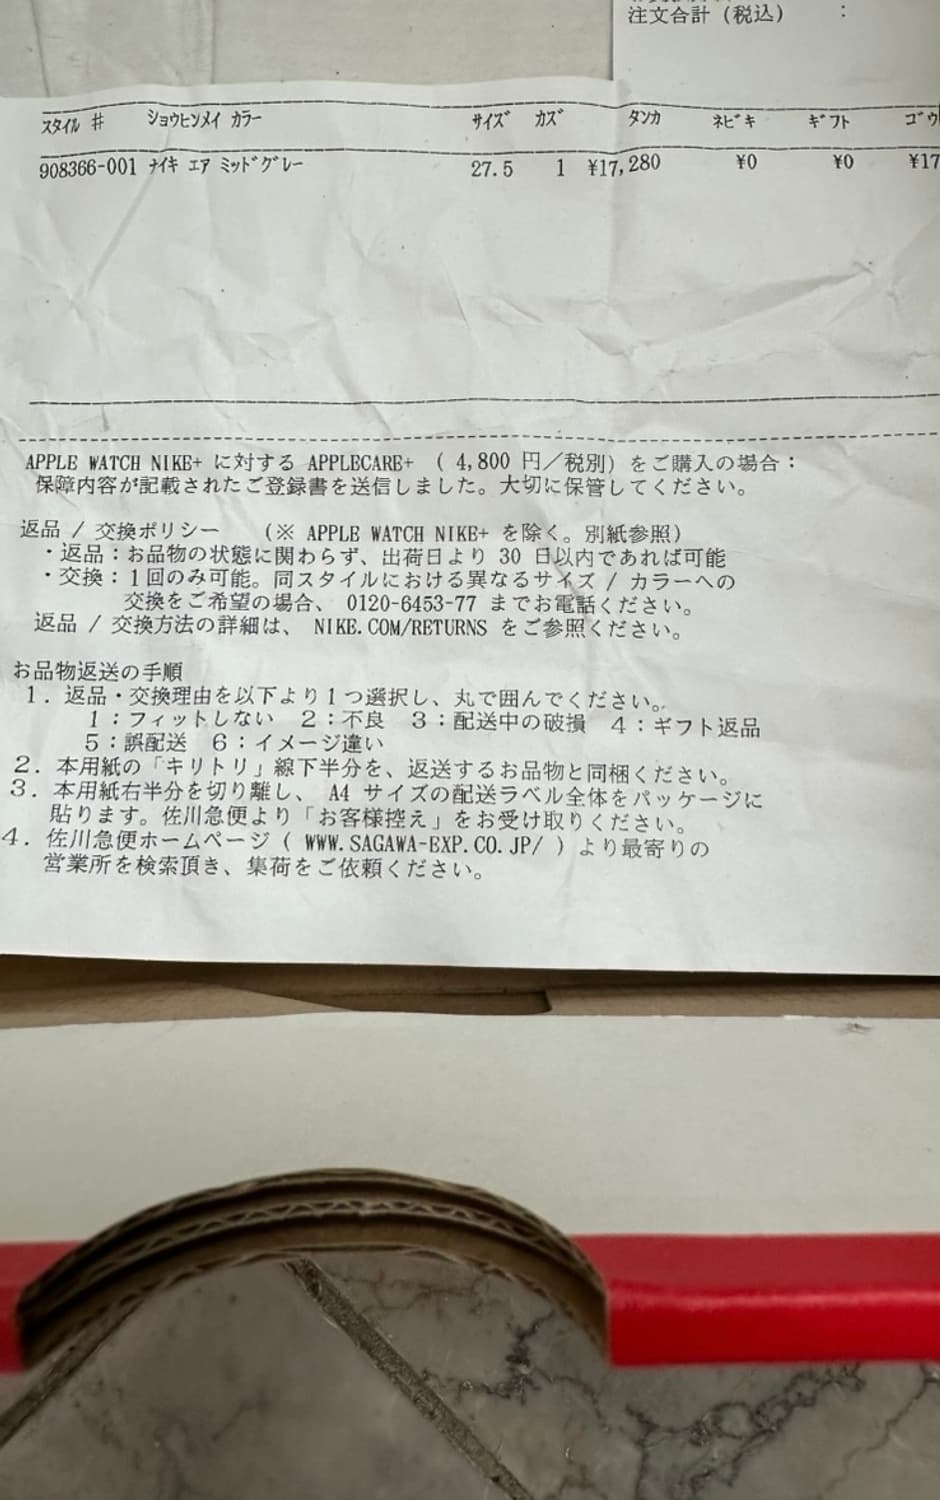 注文合計 (税込) :
スタイル # ショウヒンメイ カラー サイズ カズ タンカ ネビキ ギフト
908366-001 ナイキ エア ミッドグレー 27.5 1 ¥17,280 ¥0 ¥0 ¥17
APPLE WATCH NIKE+ に対する APPLECARE+ ( 4,800 円／税別) をご購入の場合：
保障内容が記載されたご登録書を送信しました。大切に保管してください。
返品 / 交換ポリシー (※ APPLE WATCH NIKE+ を除く。別紙参照)
・返品：お品物の状態に関わらず、出荷日より 30 日以内であれば可能
・交換：１回のみ可能。同スタイルにおける異なるサイズ / カラーへの
交換をご希望の場合、 0120-6453-77 までお電話ください。
返品 / 交換方法の詳細は、 NIKE.COM/RETURNS をご参照ください。
お品物返送の手順
１．返品・交換理由を以下より１つ選択し、丸で囲んでください。
１：フィットしない ２：不良 ３：配送中の破損 ４：ギフト返品
５：誤配送 ６：イメージ違い
２．本用紙の「キリトリ」線下半分を、返送するお品物と同梱ください。
３．本用紙右半分を切り離し、 A4 サイズの配送ラベル全体をパッケージに
貼ります。佐川急便より「お客様控え」をお受け取りください。
４．佐川急便ホームページ ( WWW.SAGAWA-EXP.CO.JP/ ) より最寄りの
営業所を検索頂き、集荷をご依頼ください。